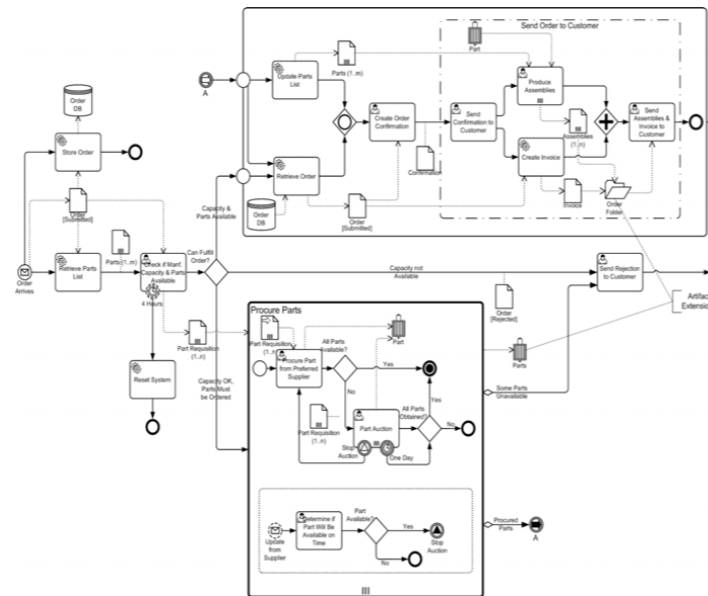 Send Order to Customer
Part
Update Parts
List
Parts (1..m)
Produce
Assemblies
A
Order
DB
Create Order
Confirmation
Send
Confirmation to
Customer
Send
Assemblies &
Invoice to
Customer
Store Order
Assemblies
(1..n)
Confirmation
Retrieve Order
Create Invoice
Capacity &
Parts Available
Order
DB
Order
[Submitted]
Invoice
Order
Folder
Order
[Submitted]
Parts (1..m)
Can Fulfill
Order?
Retrieve Parts
List
Check if Manf.
Capacity & Parts
Available
Capacity not
Available
Send Rejection
to Customer
Order
Arrives
4 Hours
Order
[Rejected]
Artifac
Extension
Procure Parts
Part Requisition
(1..n)
Part Requisition
(1..n)
All Parts
Available?
Part
Parts
Procure Part
from Preferred
Supplier
Yes
Reset System
Capacity OK,
Parts Must
be Ordered
No
Yes
Some Parts
Unavailable
All Parts
Obtained?
Part Requisition
(1..n)
Part Auction
No
Stop
Auction
One Day
Part
Available?
Determine if
Part Will Be
Available on
Time
Yes
Update
from
Supplier
Stop
Auction
No
Procured
Parts
A